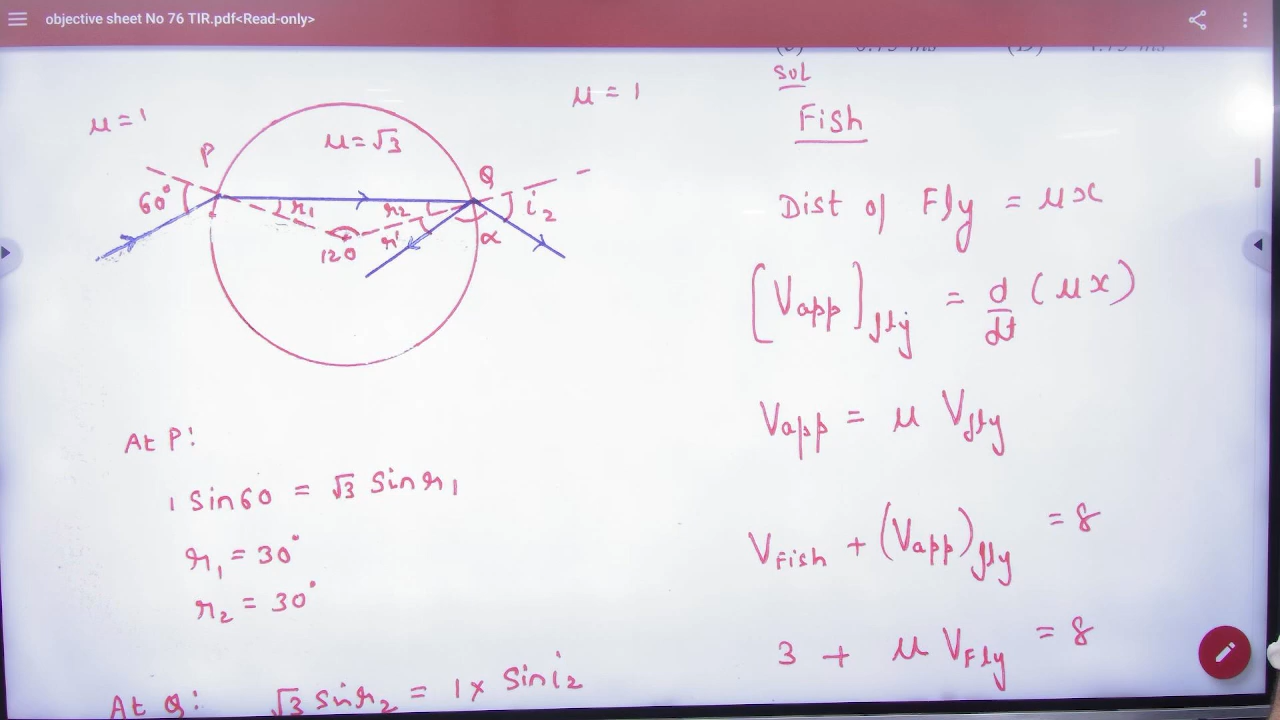 objective sheet No 76 TIR.pdf<Read-only>
μ = 1
P
60°
μ = √3
r₁
r₂
r'
120
Q
i₂
α
μ = 1
At P:
1 Sin60 = √3 Sin r₁
r₁ = 30°
r₂ = 30°
At Q: √3 Sin r₂ = 1 x Sin i₂
Sol
Fish
Dist of Fly = μx
[Vapp]fly = d/dt (μx)
Vapp = μ Vfly
VFish + (Vapp)fly = 8
3 + μ VFly = 8